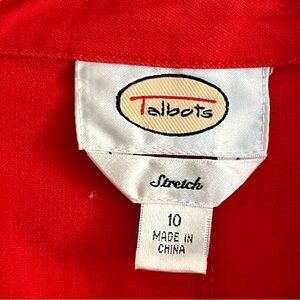 Talbots
Stretch
10
MADE IN
CHINA